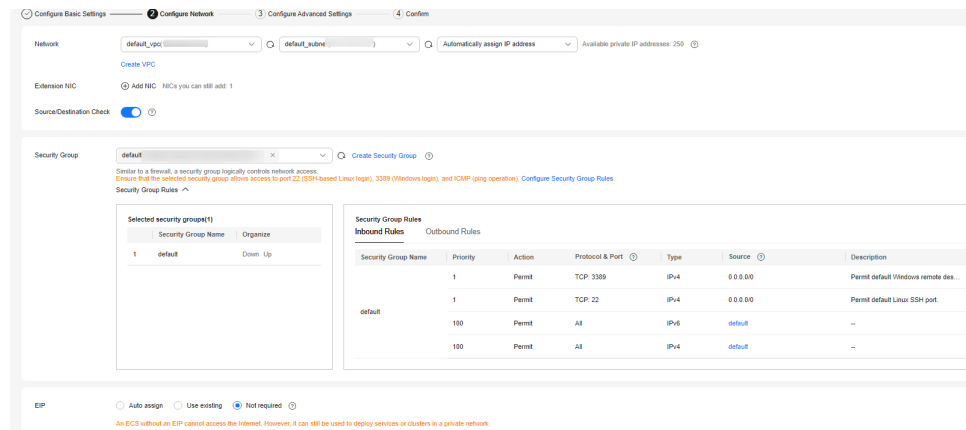 Configure Basic Settings 2 Configure Network 3 Configure Advanced Settings 4 Confirm
Network default_vpc( default_subne ) Automatically assign IP address Available private IP addresses: 250
Create VPC
Extension NIC Add NIC NICs you can still add: 1
Source/Destination Check
Security Group default Create Security Group
Similar to a firewall, a security group logically controls network access.
Ensure that the selected security group allows access to port 22 (SSH-based Linux login), 3389 (Windows login), and ICMP (ping operation). Configure Security Group Rules
Security Group Rules
Selected security groups(1)
Security Group Name Organize
1 default Down Up
Security Group Rules
Inbound Rules Outbound Rules
Security Group Name Priority Action Protocol & Port Type Source Description
1 Permit TCP: 3389 IPv4 0.0.0.0/0 Permit default Windows remote des...
1 Permit TCP: 22 IPv4 0.0.0.0/0 Permit default Linux SSH port.
default
100 Permit All IPv6 default --
100 Permit All IPv4 default --
EIP Auto assign Use existing Not required
An ECS without an EIP cannot access the Internet. However, it can still be used to deploy services or clusters in a private network.